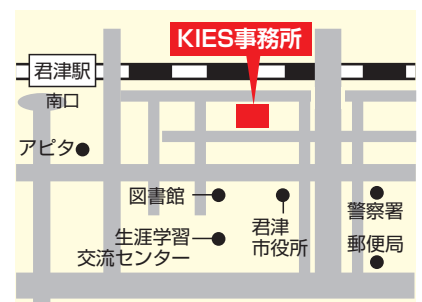 KIES事務所
君津駅
南口
アピタ
図書館
生涯学習
交流センター
君津
市役所
警察署
郵便局